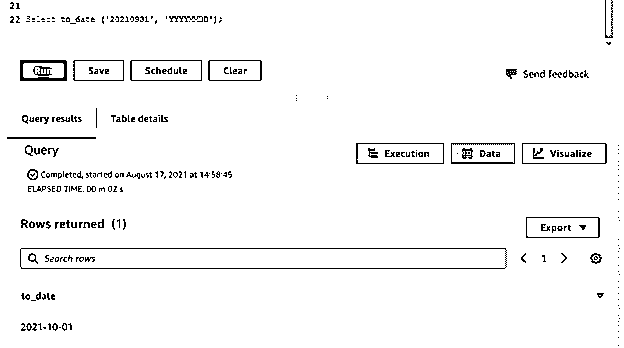 21
22 Select to_date ('20210931', 'YYYYMMDD');
Run Save Schedule Clear Send feedback
Query results Table details
Query Execution Data Visualize
Completed, started on August 17, 2021 at 14:58:45
ELAPSED TIME: 00 m 02 s
Rows returned (1) Export
Search rows 1
to_date
2021-10-01